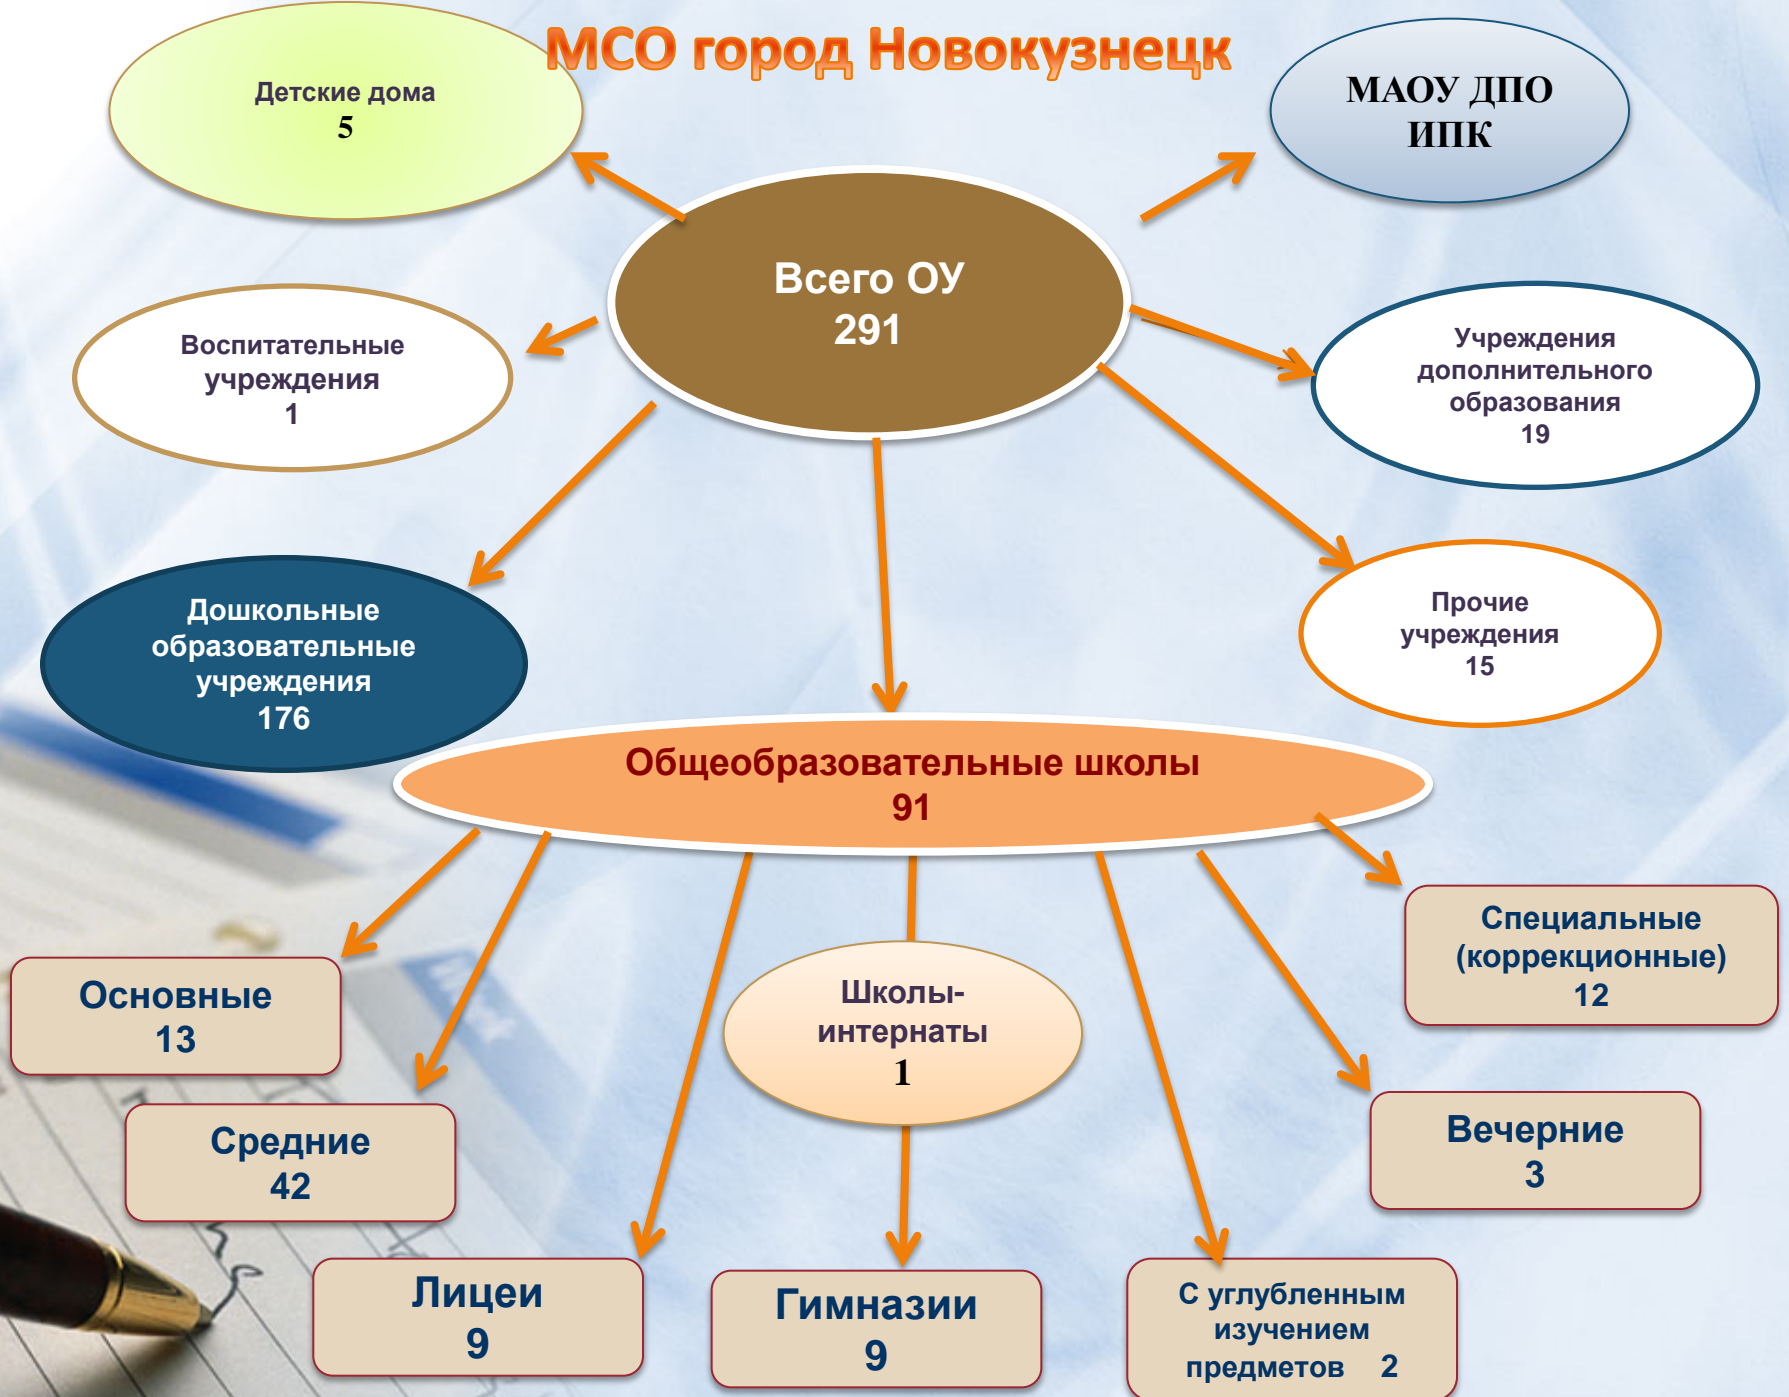 МСО город Новокузнецк
Детские дома
5
МАОУ ДПО
ИПК
Всего ОУ
291
Воспитательные
учреждения
1
Учреждения
дополнительного
образования
19
Дошкольные
образовательные
учреждения
176
Прочие
учреждения
15
Общеобразовательные школы
91
Специальные
(коррекционные)
12
Основные
13
Школы-
интернаты
1
Средние
42
Вечерние
3
Лицеи
9
Гимназии
9
С углубленным
изучением
предметов 2